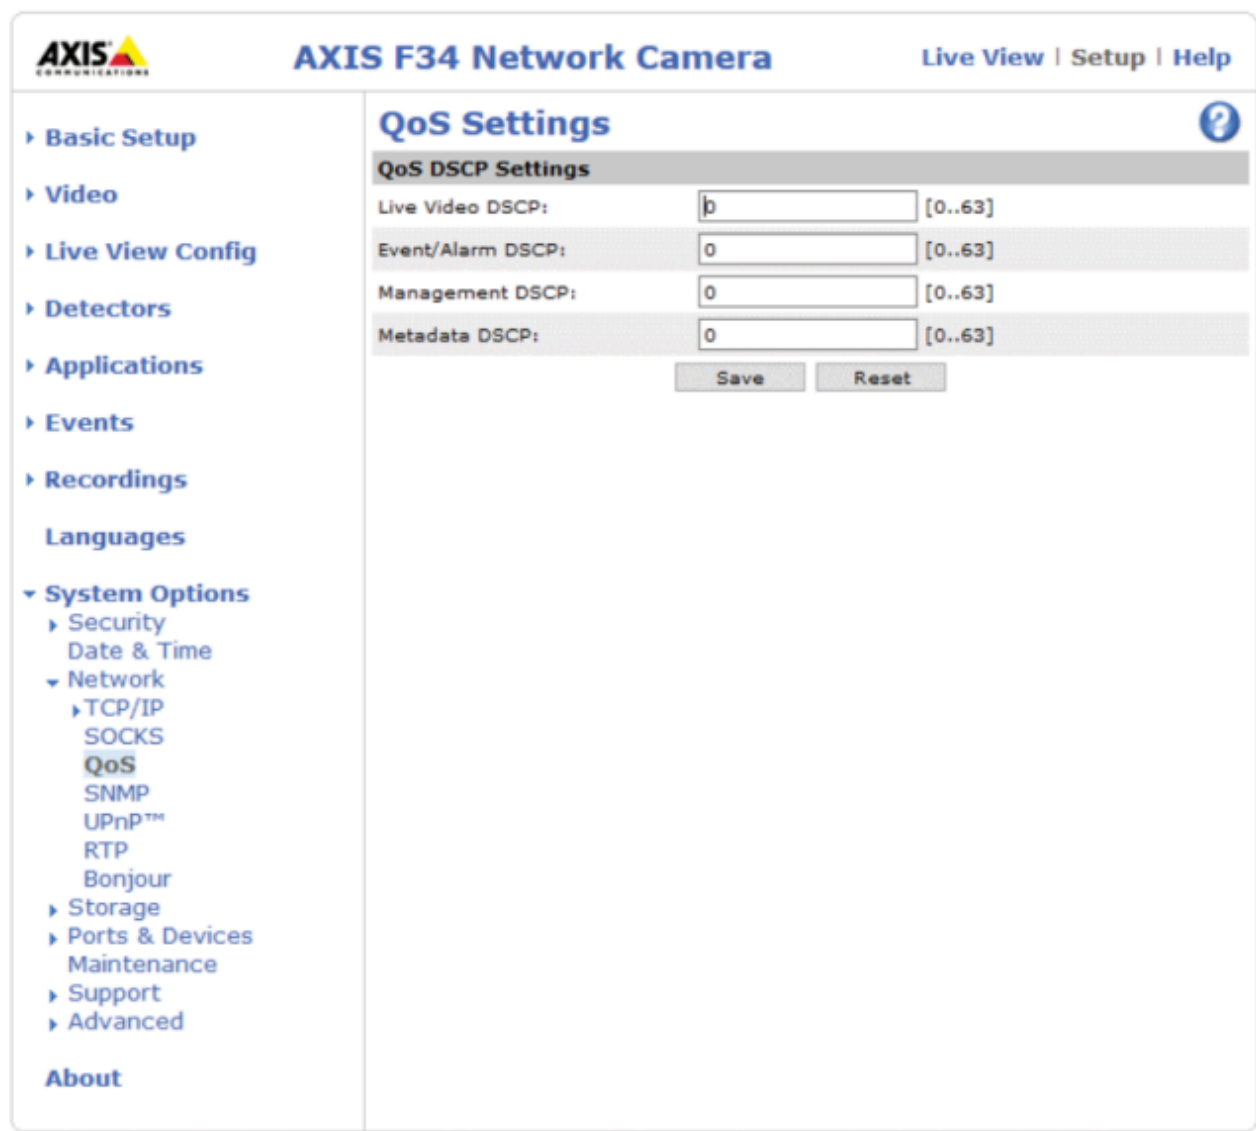 AXIS
COMMUNICATIONS
AXIS F34 Network Camera
Live View | Setup | Help
Basic Setup
Video
Live View Config
Detectors
Applications
Events
Recordings
Languages
System Options
Security
Date & Time
Network
TCP/IP
SOCKS
QoS
SNMP
UPnP™
RTP
Bonjour
Storage
Ports & Devices
Maintenance
Support
Advanced
About
QoS Settings
?
QoS DSCP Settings
Live Video DSCP: 0 [0..63]
Event/Alarm DSCP: 0 [0..63]
Management DSCP: 0 [0..63]
Metadata DSCP: 0 [0..63]
Save Reset